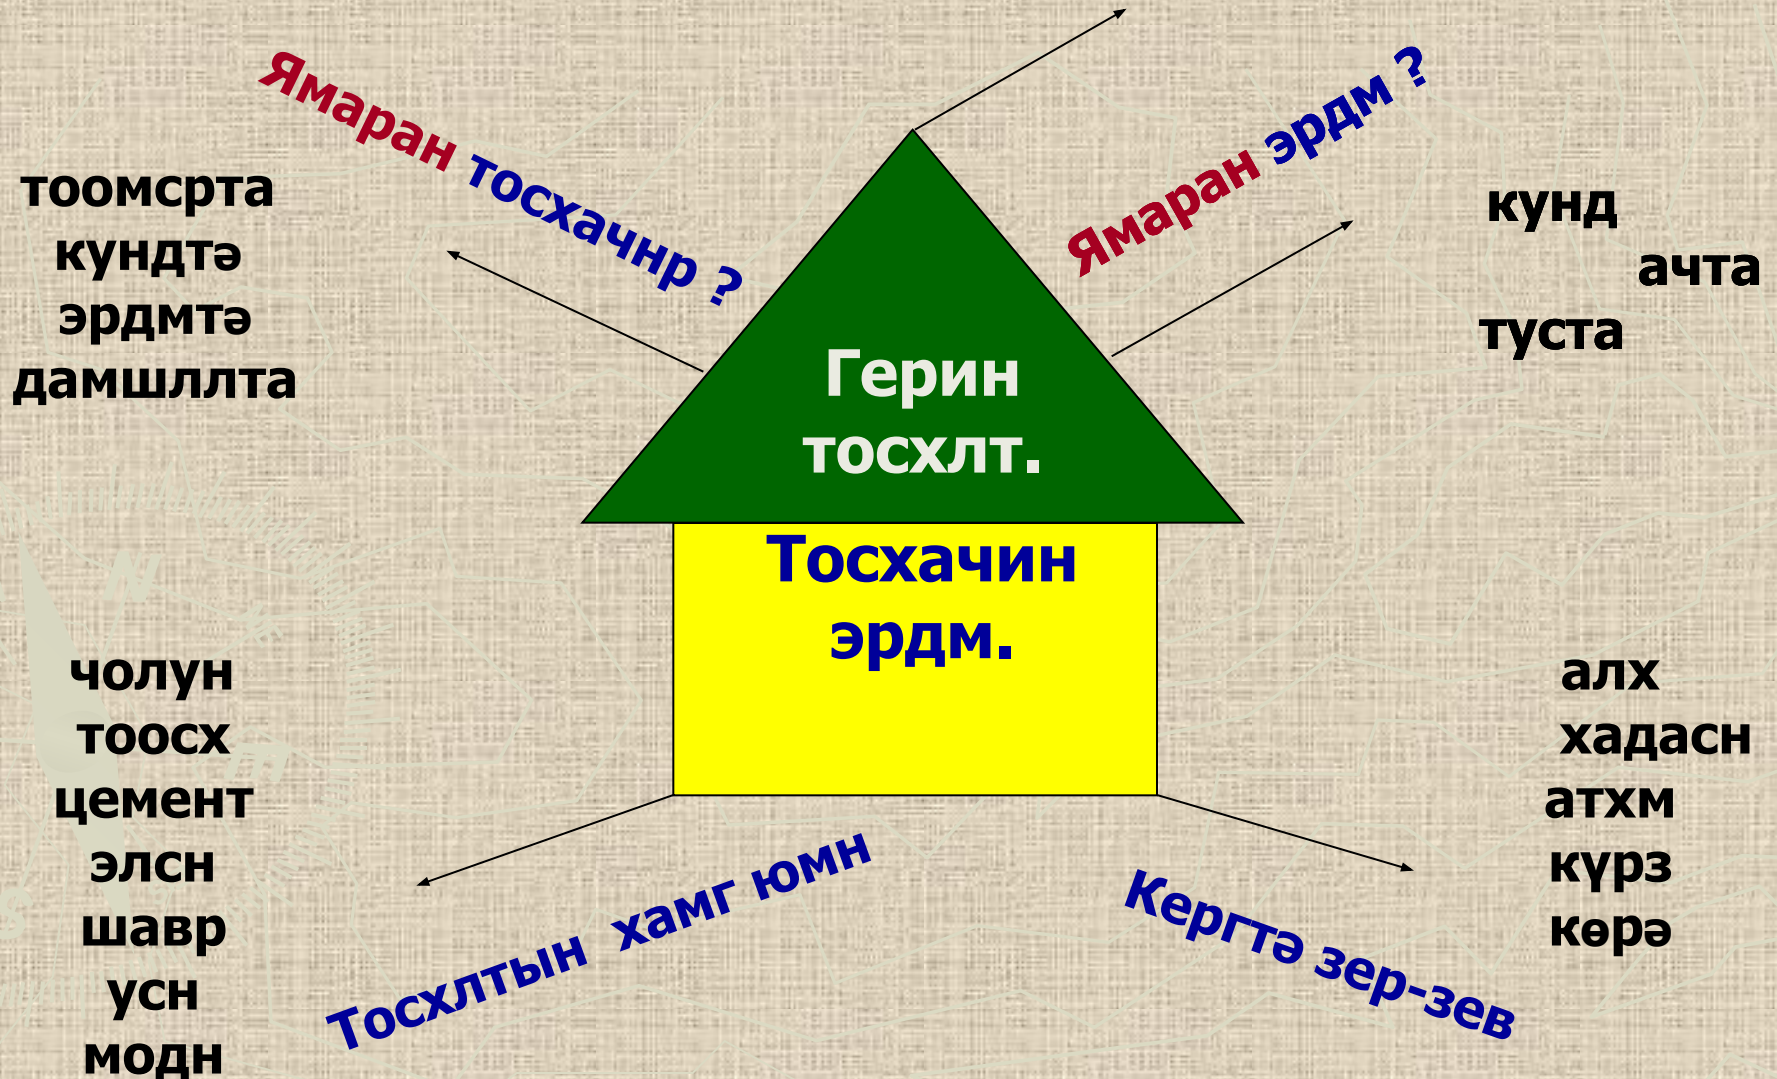 Ямаран тосхачнр ?
тоомсрта
кундтә
эрдмтә
дамшллта
Ямаран эрдм ?
кунд
ачта
туста
Герин
тосхлт.
Тосхачин
эрдм.
чолун
тоосх
цемент
элсн
шавр
усн
модн
Тосхлтын хамг юмн
алх
хадасн
атхм
күрз
көрә
Кергтә зер-зев
N
m
S